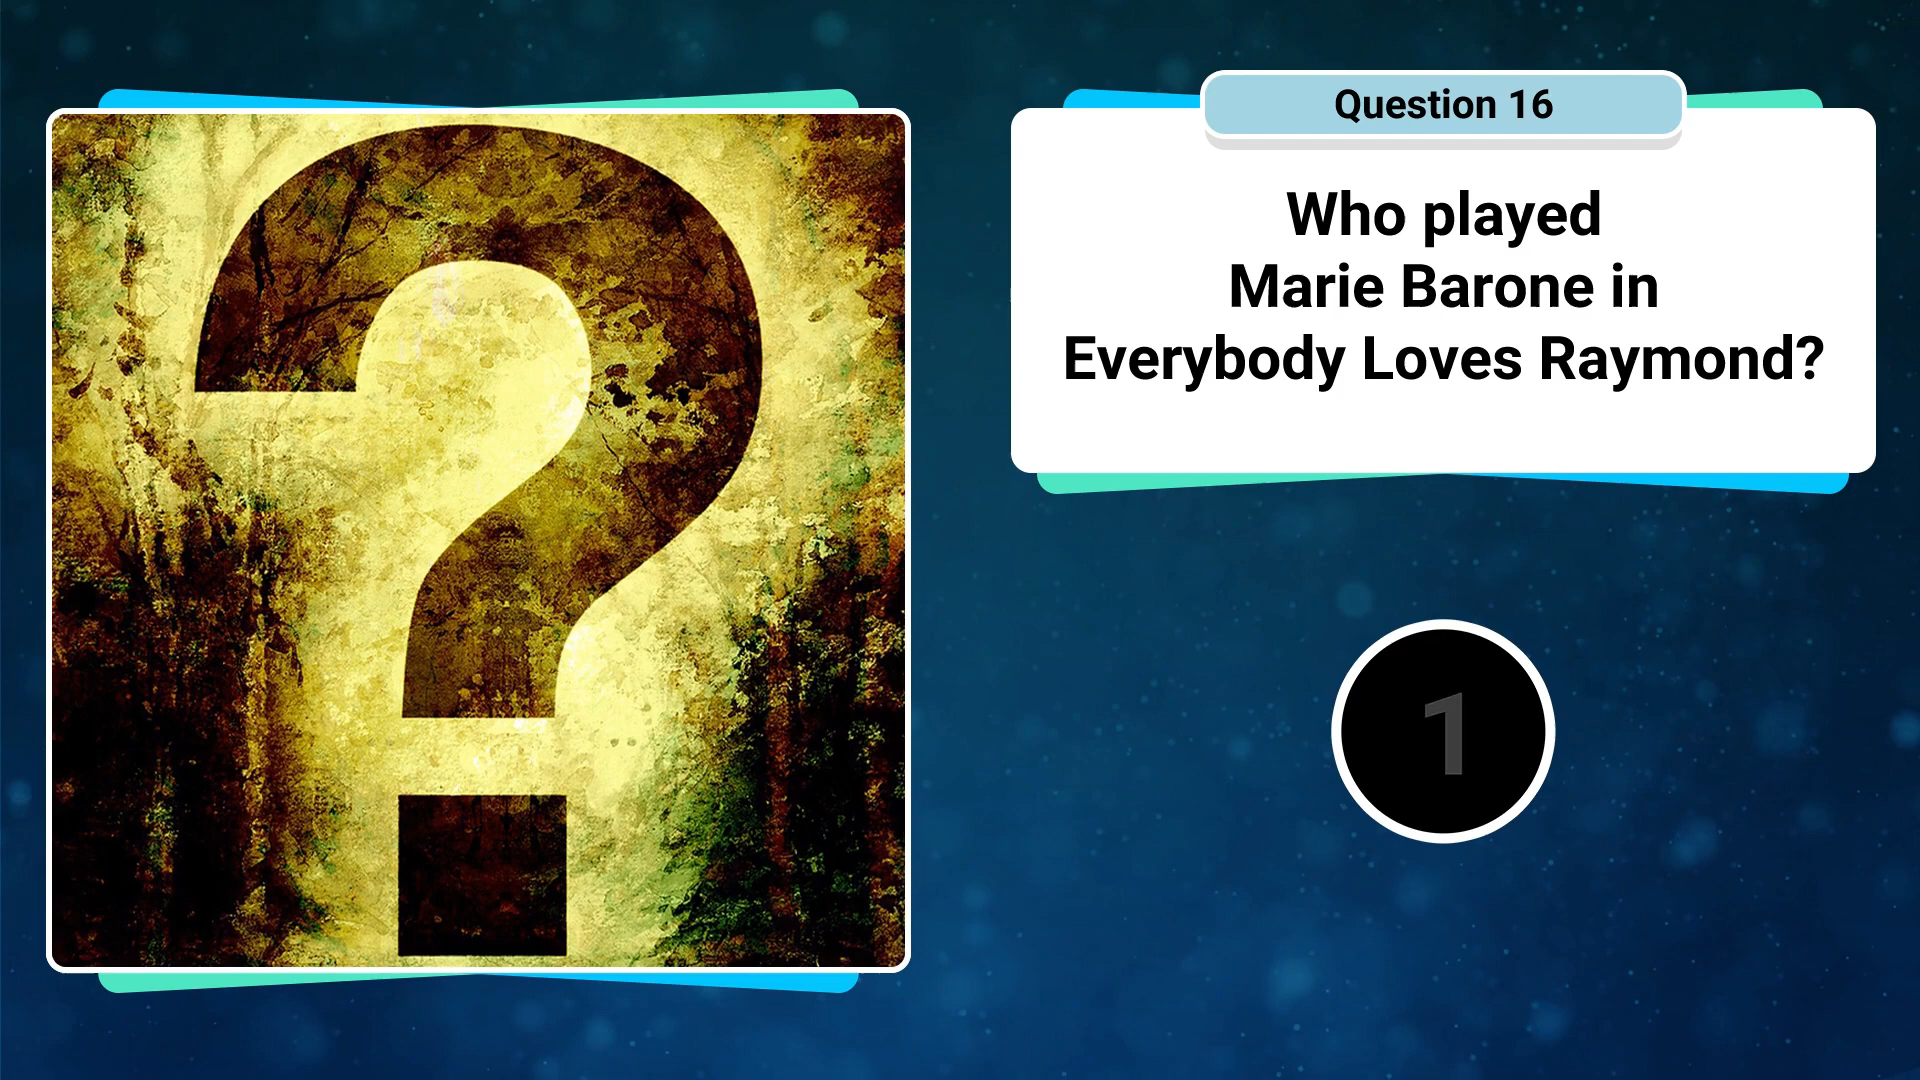 ?
Question 16
Who played
Marie Barone in
Everybody Loves Raymond?
1